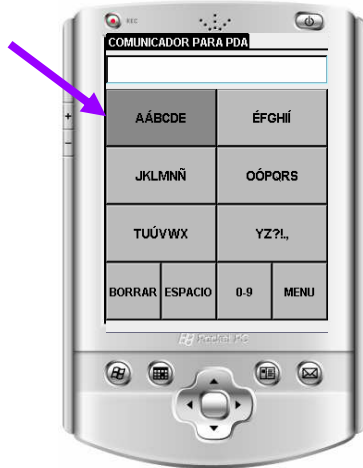 REC
COMUNICADOR PARA PDA
AÁBCDE ÉFGHIÍ
JKLMNÑ OÓPQRS
TUÚVWX YZ?!.,
BORRAR ESPACIO 0-9 MENU
Pocket PC